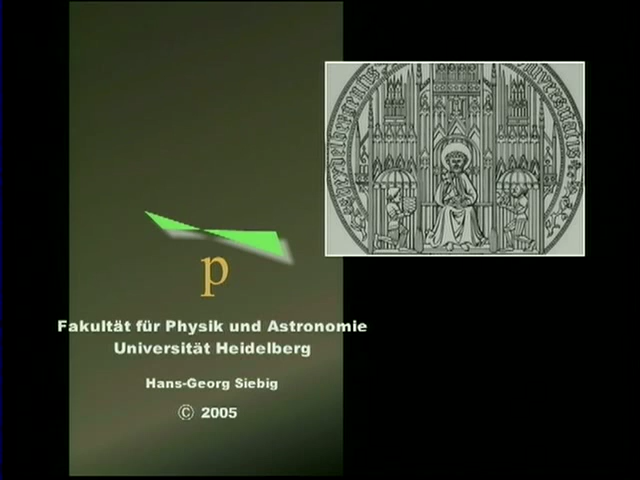 p
Fakultät für Physik und Astronomie
Universität Heidelberg
Hans-Georg Siebig
© 2005